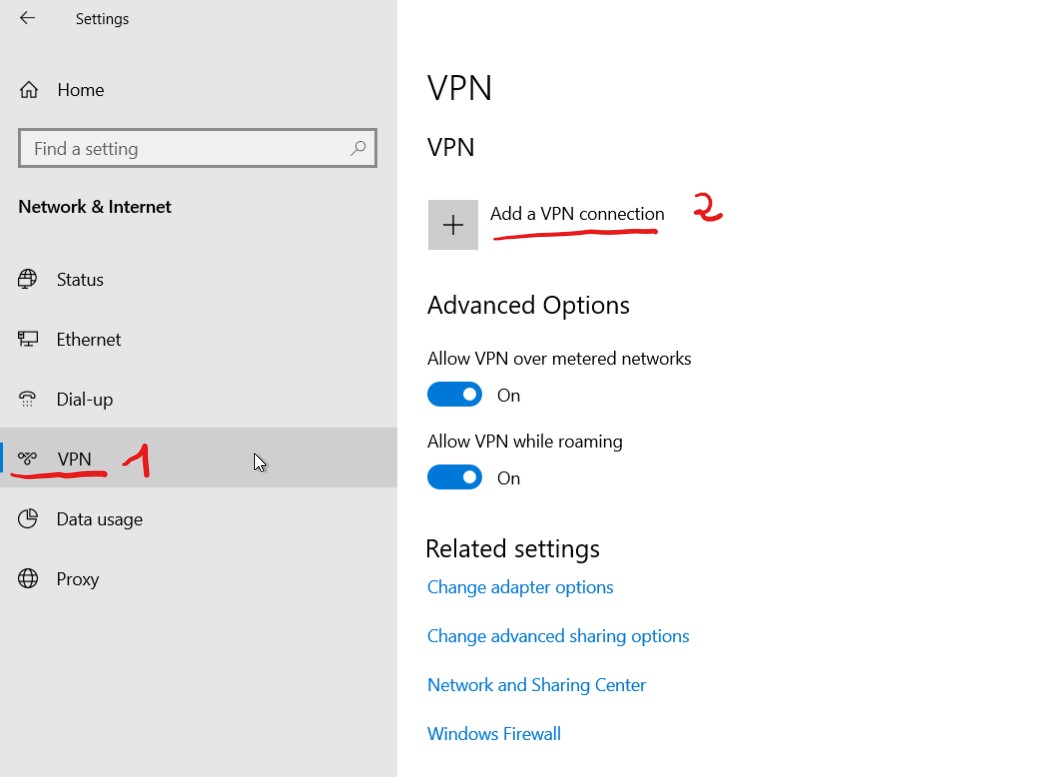 Settings
Home
Find a setting
Network & Internet
Status
Ethernet
Dial-up
VPN 1
Data usage
Proxy
VPN
VPN
Add a VPN connection 2
Advanced Options
Allow VPN over metered networks
On
Allow VPN while roaming
On
Related settings
Change adapter options
Change advanced sharing options
Network and Sharing Center
Windows Firewall